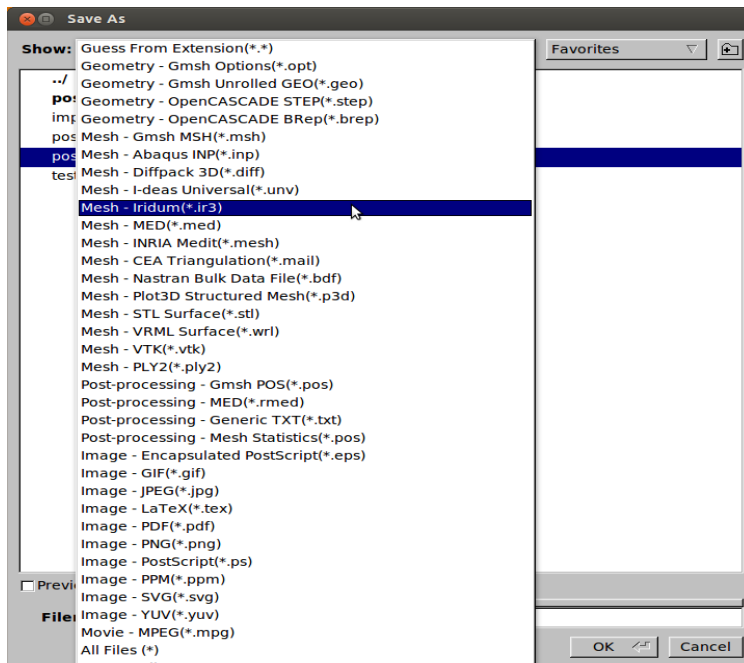 Save As
Show:
Favorites
Guess From Extension(*.*)
Geometry - Gmsh Options(*.opt)
../
Geometry - Gmsh Unrolled GEO(*.geo)
pos
Geometry - OpenCASCADE STEP(*.step)
imp
Geometry - OpenCASCADE BRep(*.brep)
pos
Mesh - Gmsh MSH(*.msh)
pos
Mesh - Abaqus INP(*.inp)
test
Mesh - Diffpack 3D(*.diff)
Mesh - I-deas Universal(*.unv)
Mesh - Iridum(*.ir3)
Mesh - MED(*.med)
Mesh - INRIA Medit(*.mesh)
Mesh - CEA Triangulation(*.mail)
Mesh - Nastran Bulk Data File(*.bdf)
Mesh - Plot3D Structured Mesh(*.p3d)
Mesh - STL Surface(*.stl)
Mesh - VRML Surface(*.wrl)
Mesh - VTK(*.vtk)
Mesh - PLY2(*.ply2)
Post-processing - Gmsh POS(*.pos)
Post-processing - MED(*.rmed)
Post-processing - Generic TXT(*.txt)
Post-processing - Mesh Statistics(*.pos)
Image - Encapsulated PostScript(*.eps)
Image - GIF(*.gif)
Image - JPEG(*.jpg)
Image - LaTeX(*.tex)
Image - PDF(*.pdf)
Image - PNG(*.png)
Image - PostScript(*.ps)
Image - PPM(*.ppm)
Previ
Image - SVG(*.svg)
Image - YUV(*.yuv)
Filer
Movie - MPEG(*.mpg)
All Files (*)
OK
Cancel